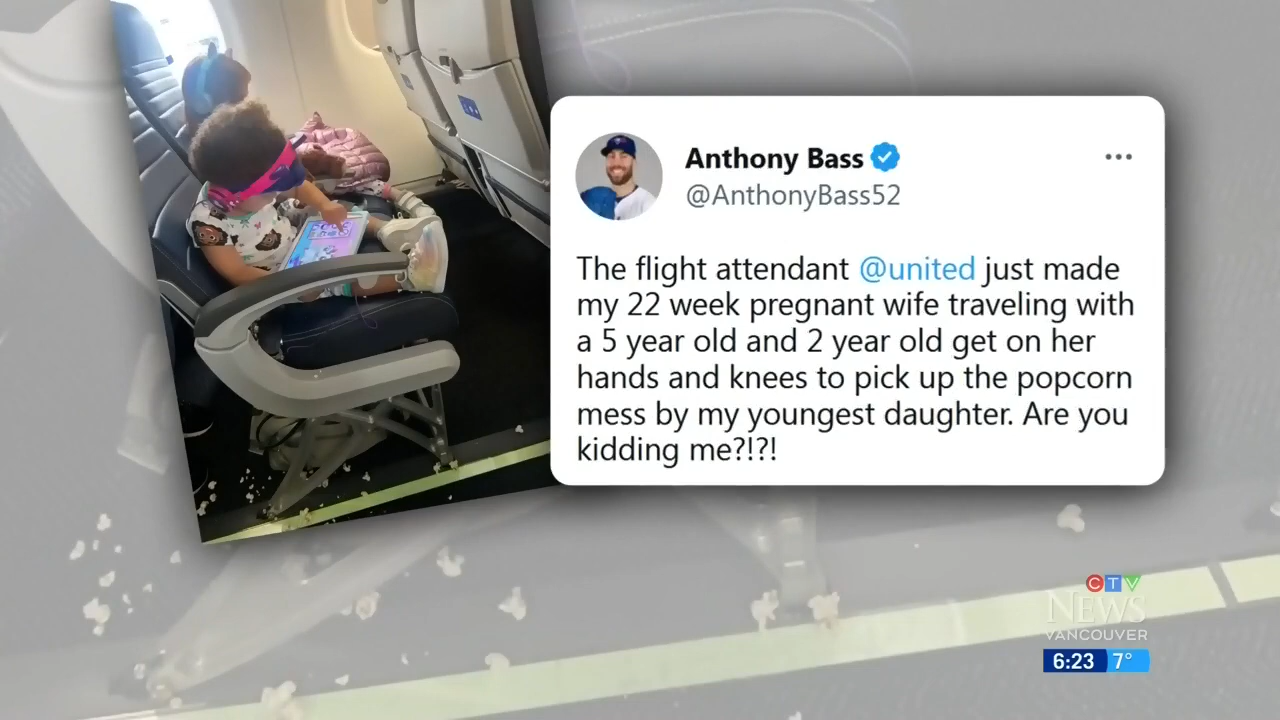 Anthony Bass
@AnthonyBass52
The flight attendant @united just made
my 22 week pregnant wife traveling with
a 5 year old and 2 year old get on her
hands and knees to pick up the popcorn
mess by my youngest daughter. Are you
kidding me?!?!
CTV
NEWS
VANCOUVER
6:23 7°